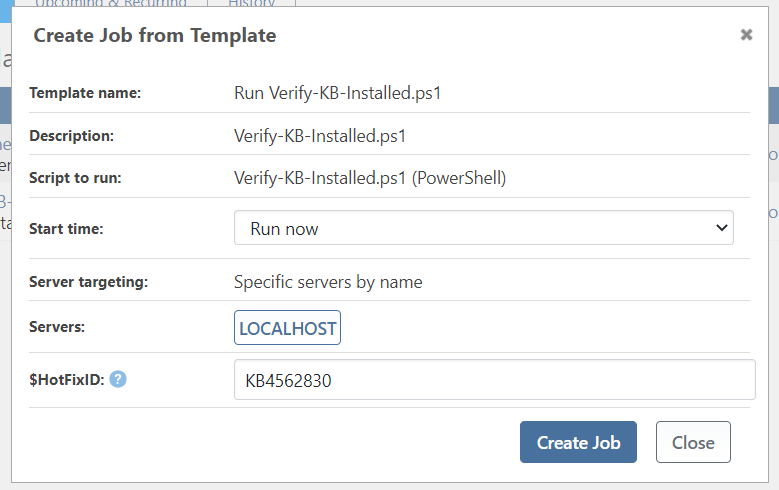 Upcoming & Recurring
History
Create Job from Template
Template name: Run Verify-KB-Installed.ps1
Description: Verify-KB-Installed.ps1
Script to run: Verify-KB-Installed.ps1 (PowerShell)
Start time: Run now
Server targeting: Specific servers by name
Servers: LOCALHOST
$HotFixID: ? KB4562830
Create Job Close